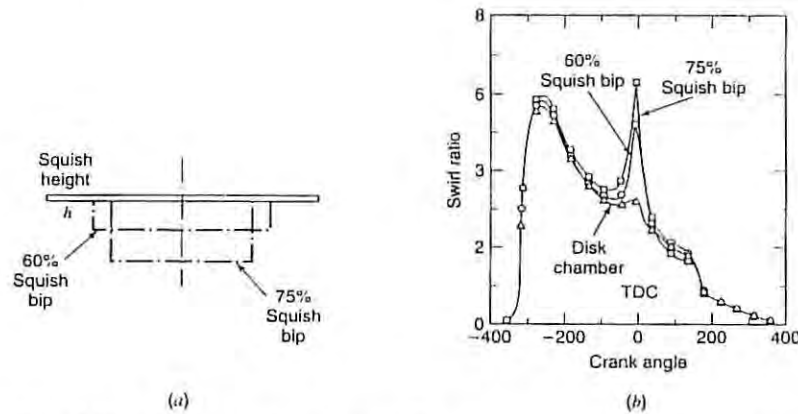 Squish
height
h
60%
Squish
bip
75%
Squish
bip
(a)
8
6
3
2
0
Swirl ratio
60%
Squish bip
75%
Squish bip
Disk
chamber
TDC
-400
-200
0
200
400
Crank angle
(b)